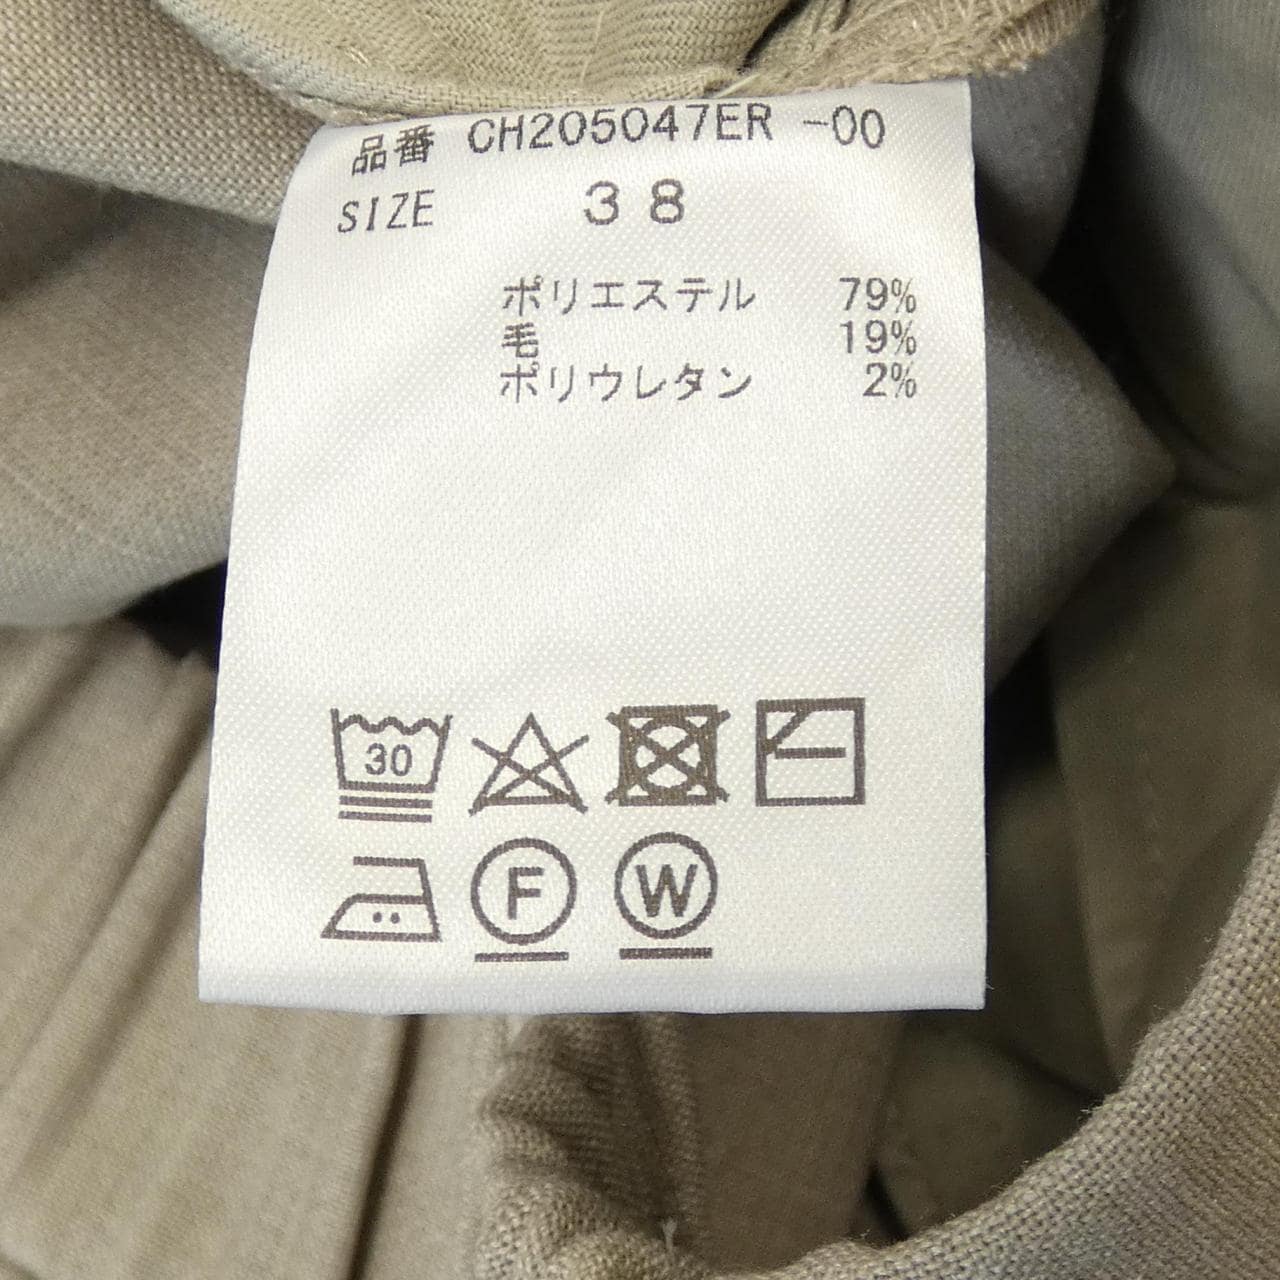 品番 CH205047ER -00
SIZE 38
ポリエステル 79%
毛 19%
ポリウレタン 2%
30
F W